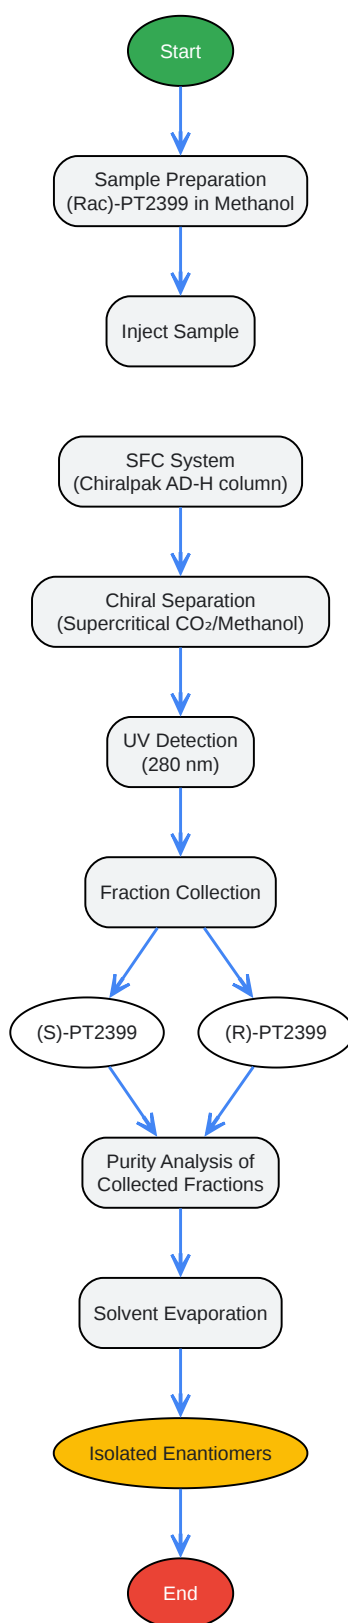 Start
Sample Preparation
(Rac)-PT2399 in Methanol
Inject Sample
SFC System
(Chiralpak AD-H column)
Chiral Separation
(Supercritical CO₂/Methanol)
UV Detection
(280 nm)
Fraction Collection
(S)-PT2399
(R)-PT2399
Purity Analysis of
Collected Fractions
Solvent Evaporation
Isolated Enantiomers
End